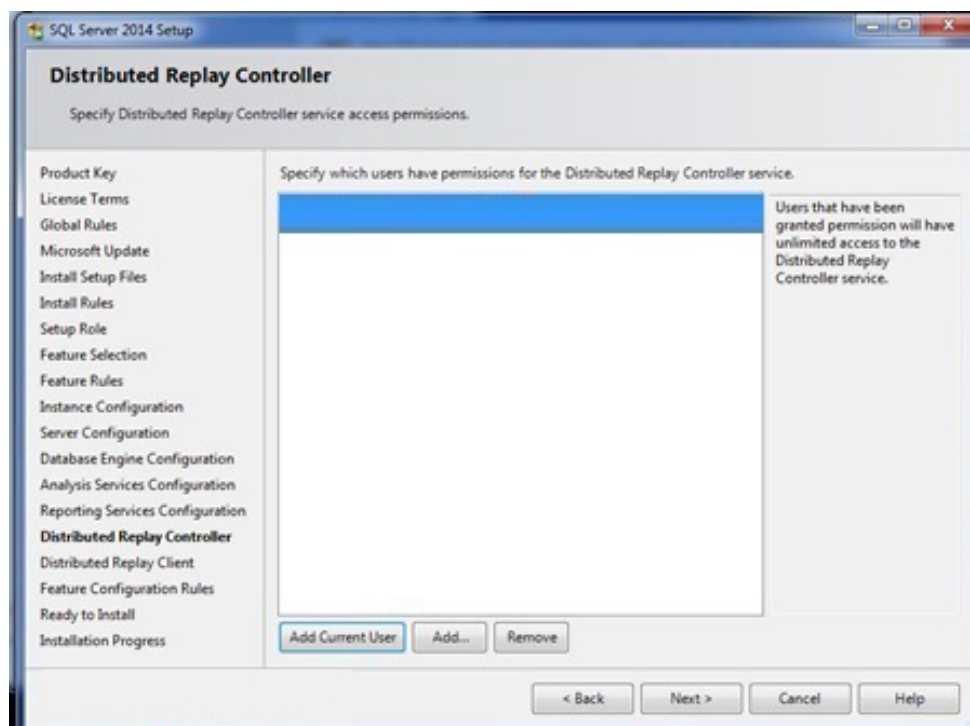 SQL Server 2014 Setup
Distributed Replay Controller
Specify Distributed Replay Controller service access permissions.
Product Key
License Terms
Global Rules
Microsoft Update
Install Setup Files
Install Rules
Setup Role
Feature Selection
Feature Rules
Instance Configuration
Server Configuration
Database Engine Configuration
Analysis Services Configuration
Reporting Services Configuration
Distributed Replay Controller
Distributed Replay Client
Feature Configuration Rules
Ready to Install
Installation Progress
Specify which users have permissions for the Distributed Replay Controller service.
Users that have been
granted permission will have
unlimited access to the
Distributed Replay
Controller service.
Add Current User
Add...
Remove
< Back
Next >
Cancel
Help